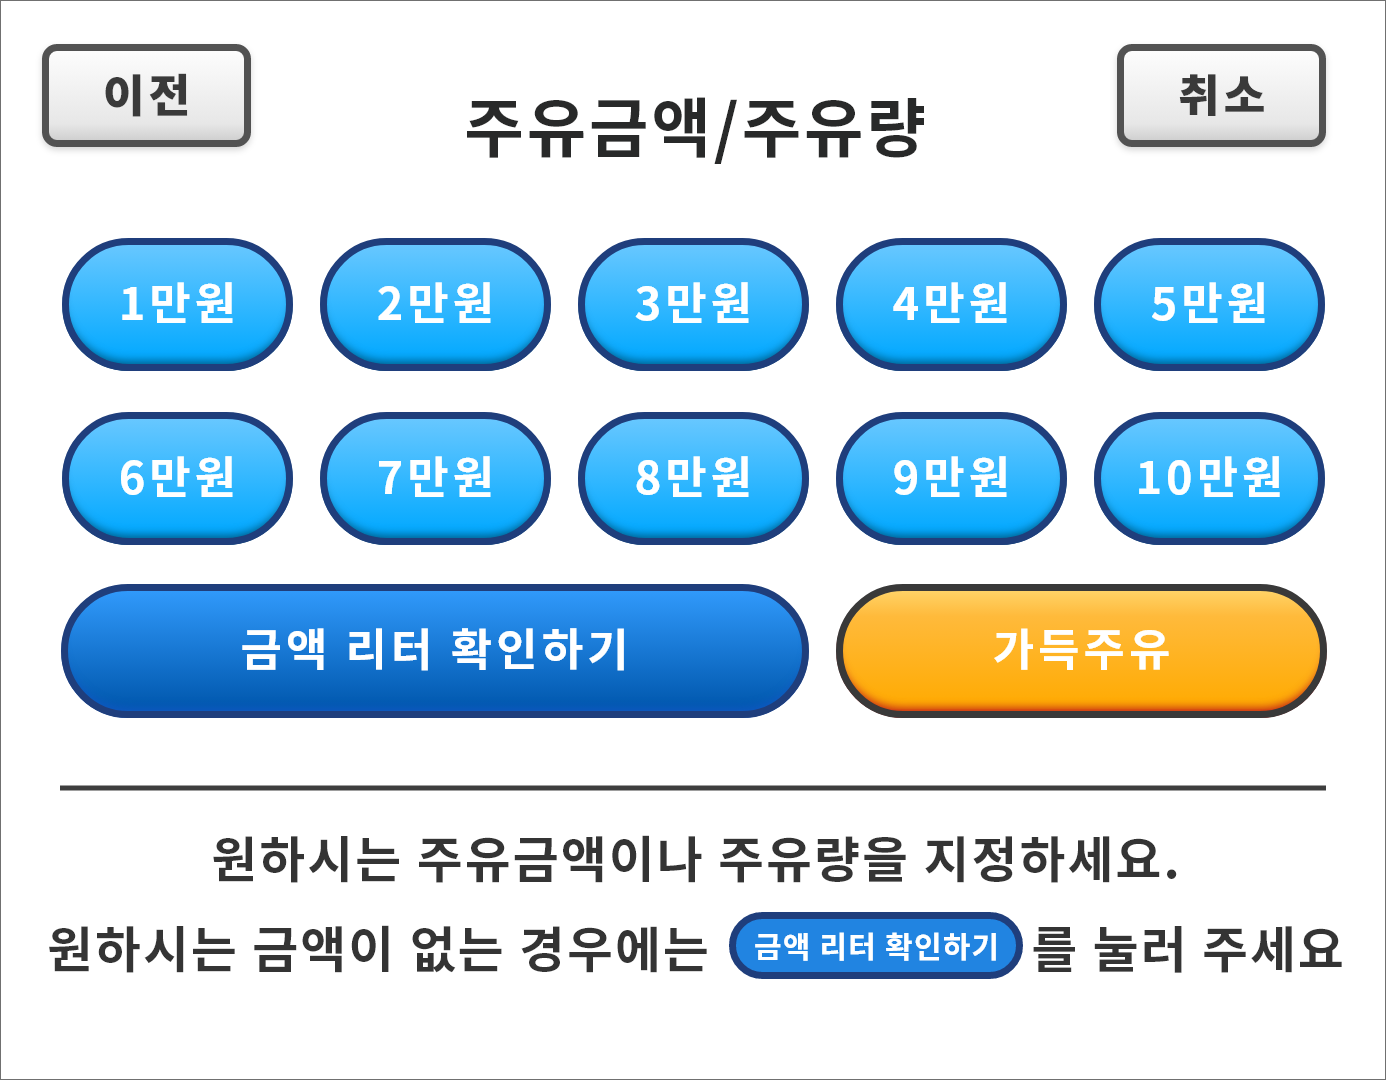 이전
취소
주유금액/주유량
1만원 2만원 3만원 4만원 5만원
6만원 7만원 8만원 9만원 10만원
금액 리터 확인하기 가득주유
원하시는 주유금액이나 주유량을 지정하세요.
원하시는 금액이 없는 경우에는 금액 리터 확인하기 를 눌러 주세요